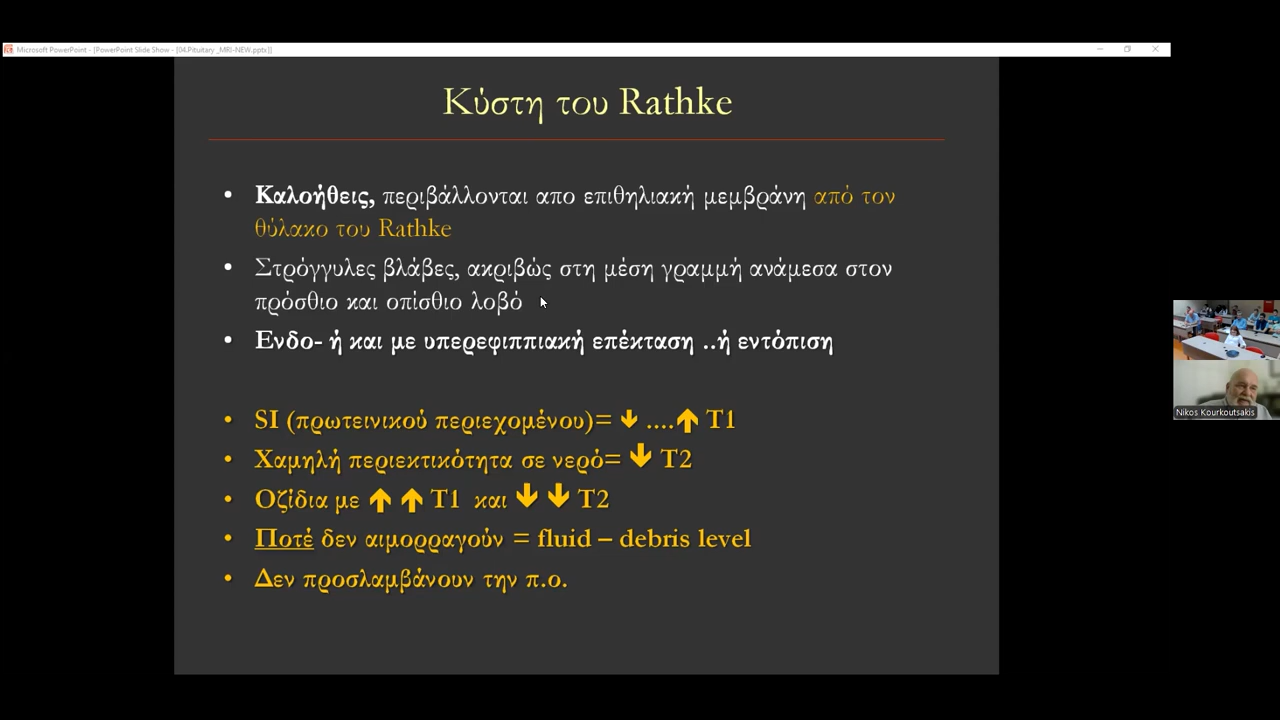 Microsoft PowerPoint - [PowerPoint Slide Show - [04.Pituitary _MRI-NEW.pptx]]
Κύστη του Rathke
• Καλοήθεις, περιβάλλονται απο επιθηλιακή μεμβράνη από τον
θύλακο του Rathke
• Στρόγγυλες βλάβες, ακριβώς στη μέση γραμμή ανάμεσα στον
πρόσθιο και οπίσθιο λοβό
• Ενδο- ή και με υπερεφιππιακή επέκταση ..ή εντόπιση
• SI (πρωτεινικού περιεχομένου)= 🡻 ....🡹 T1
• Χαμηλή περιεκτικότητα σε νερό= 🡻 T2
• Οζίδια με 🡹 🡹 T1 και 🡻 🡻 T2
• Ποτέ δεν αιμορραγούν = fluid – debris level
• Δεν προσλαμβάνουν την π.ο.
Nikos Kourkoutsakis